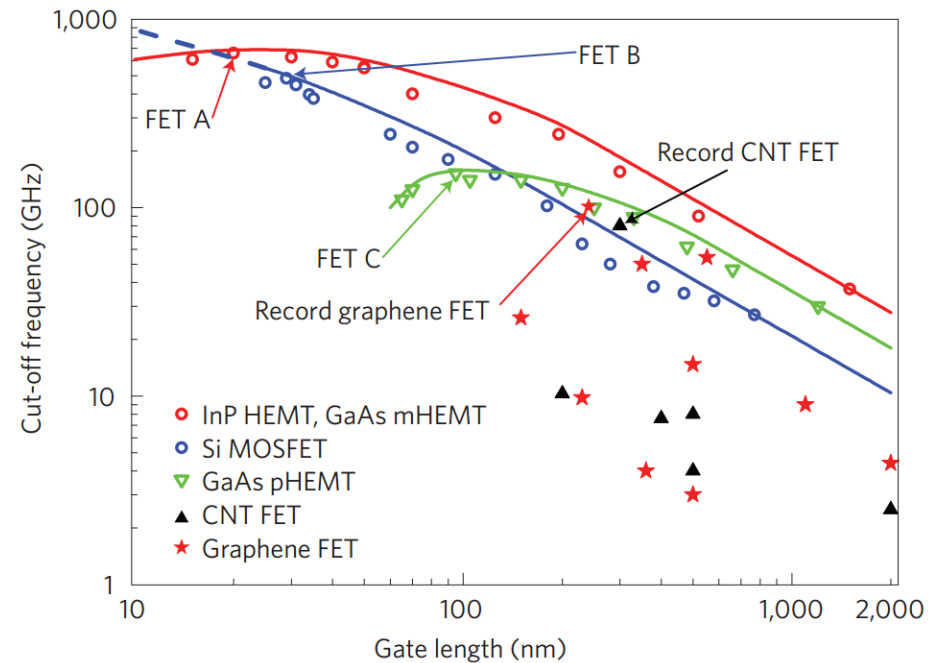 1,000
100
10
1
Cut-off frequency (GHz)
FET A
FET B
FET C
Record CNT FET
Record graphene FET
InP HEMT, GaAs mHEMT
Si MOSFET
GaAs pHEMT
CNT FET
Graphene FET
10
100
1,000
2,000
Gate length (nm)